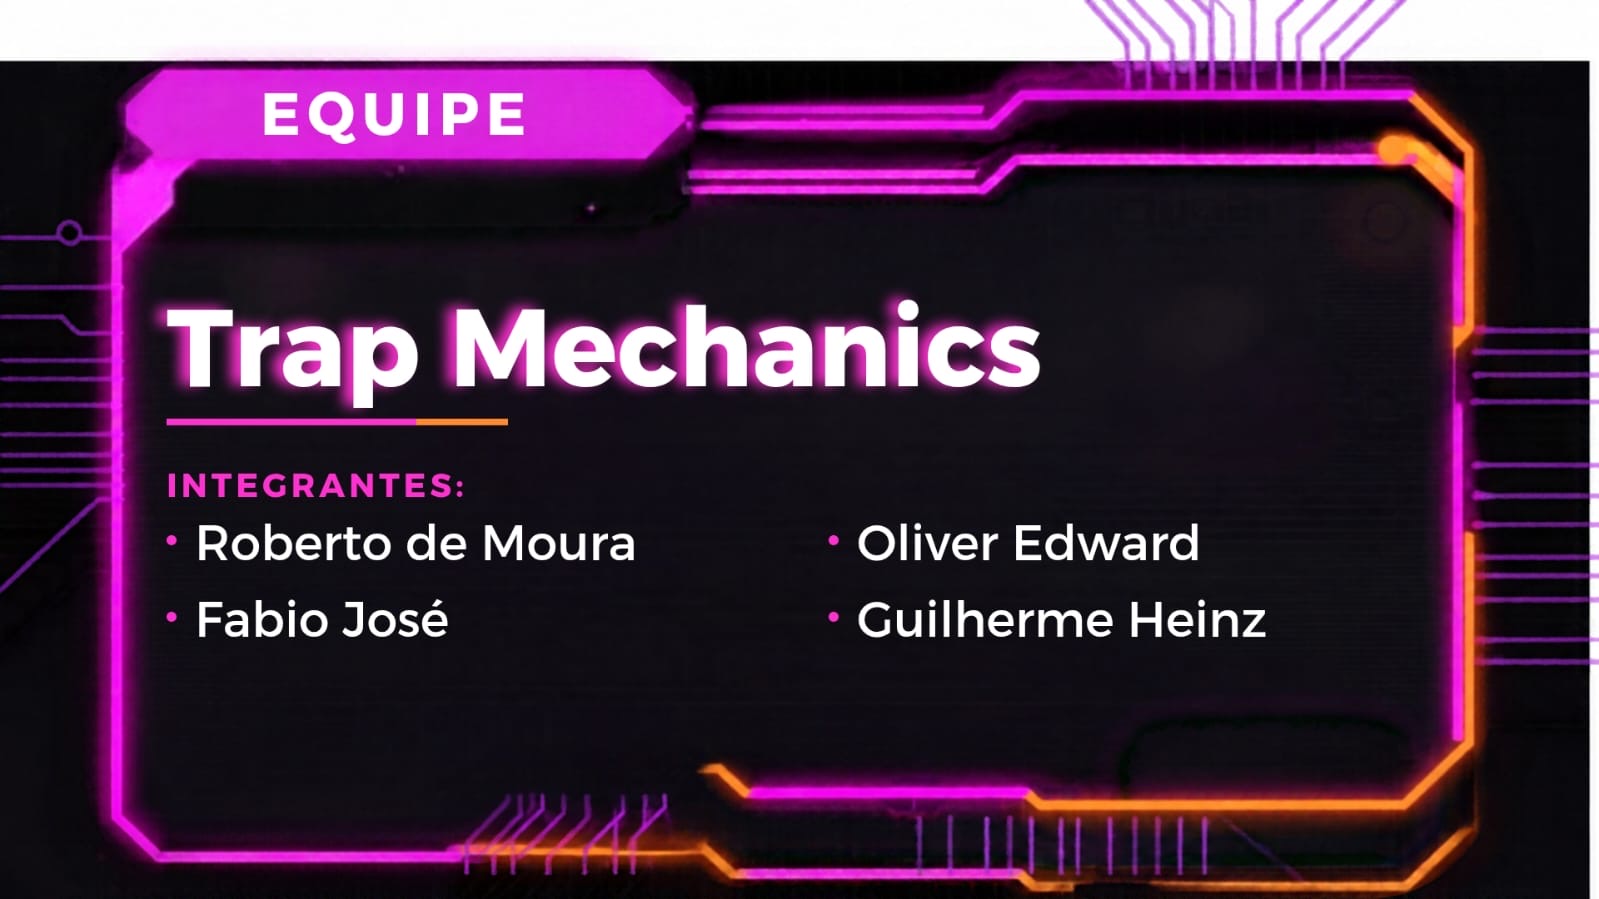 EQUIPE
Trap Mechanics
INTEGRANTES:
• Roberto de Moura
• Fabio José
• Oliver Edward
• Guilherme Heinz